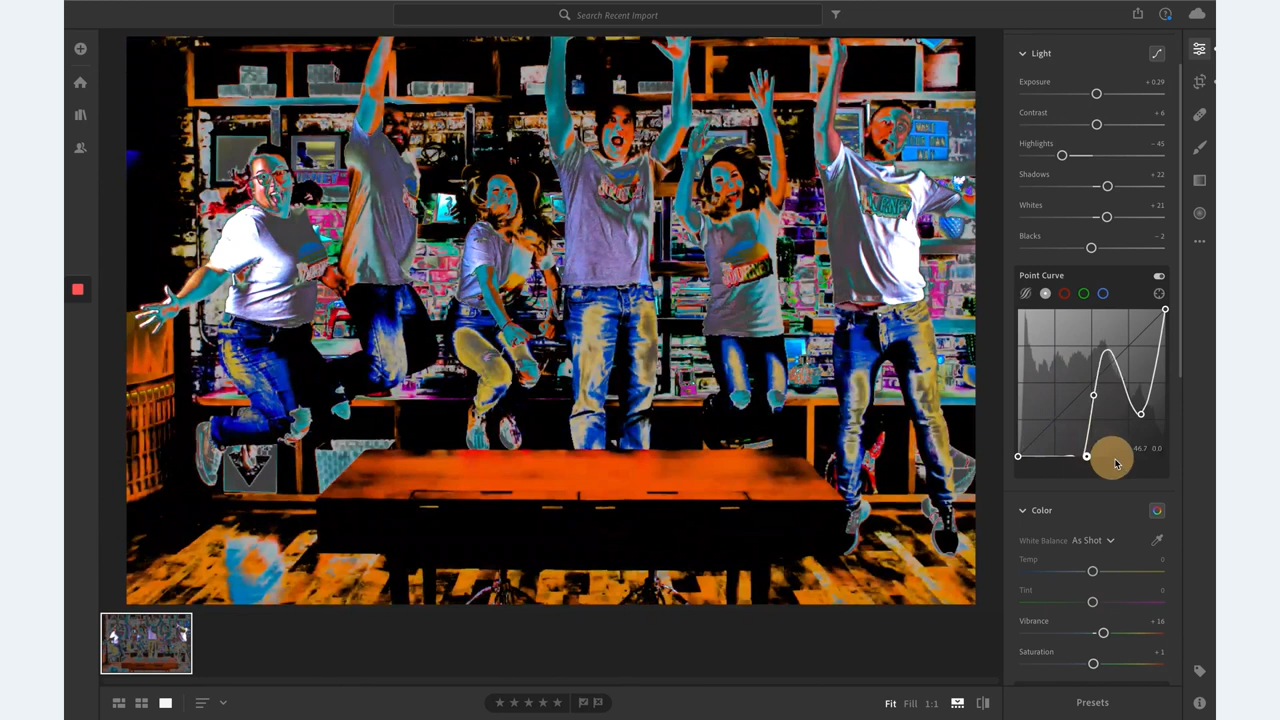 Search Recent Import
Light
Exposure + 0.29
Contrast + 6
Highlights − 45
Shadows + 22
Whites + 21
Blacks − 2
Point Curve
46.7 0.0
Color
White Balance As Shot
Temp 0
Tint 0
Vibrance + 16
Saturation + 1
Fit Fill 1:1
Presets